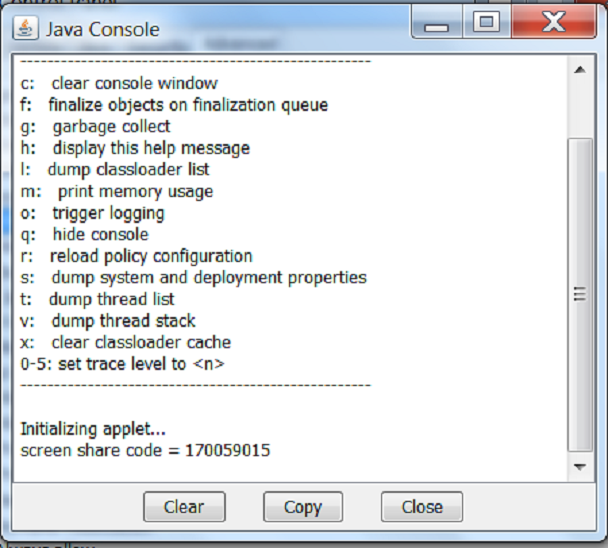 Java Console
---------------------------------------------------
c:   clear console window
f:   finalize objects on finalization queue
g:   garbage collect
h:   display this help message
l:   dump classloader list
m:   print memory usage
o:   trigger logging
q:   hide console
r:   reload policy configuration
s:   dump system and deployment properties
t:   dump thread list
v:   dump thread stack
x:   clear classloader cache
0-5: set trace level to <n>
---------------------------------------------------
Initializing applet...
screen share code = 170059015
Clear Copy Close